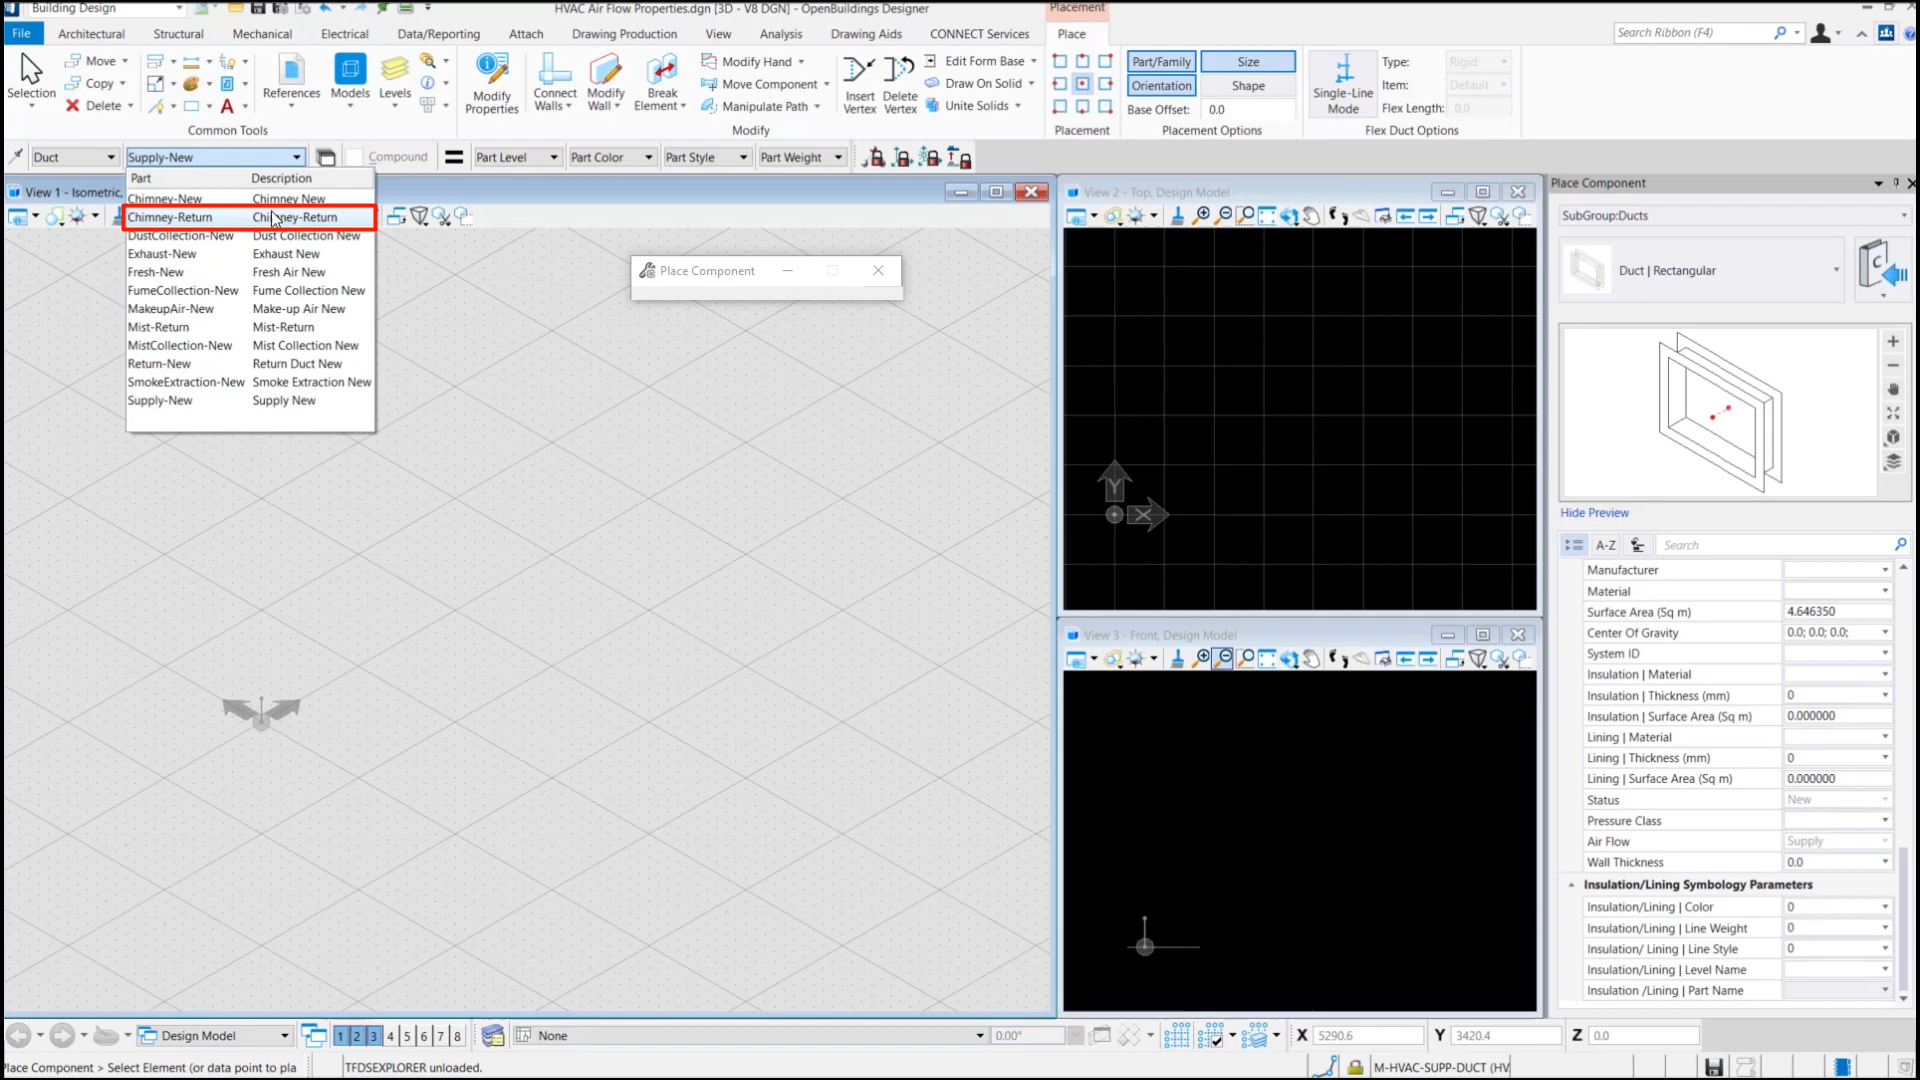 Building Design
HVAC Air Flow Properties.dgn [3D - V8 DGN] - OpenBuildings Designer
Placement
File
Architectural
Structural
Mechanical
Electrical
Data/Reporting
Attach
Drawing Production
View
Analysis
Drawing Aids
CONNECT Services
Place
Search Ribbon (F4)
Selection
Move
Copy
Delete
References
Models
Levels
Common Tools
Modify Properties
Connect Walls
Modify Wall
Break Element
Modify Hand
Move Component
Manipulate Path
Insert Vertex
Delete Vertex
Edit Form Base
Draw On Solid
Unite Solids
Modify
Placement
Part/Family
Size
Orientation
Shape
Base Offset: 0.0
Placement Options
Single-Line Mode
Type: Rigid
Item: Default
Flex Length: 0.0
Flex Duct Options
Duct
Supply-New
Compound
Part Level
Part Color
Part Style
Part Weight
Part Description
Chimney-New Chimney New
Chimney-Return Chimney-Return
DustCollection-New Dust Collection New
Exhaust-New Exhaust New
Fresh-New Fresh Air New
FumeCollection-New Fume Collection New
MakeupAir-New Make-up Air New
Mist-Return Mist-Return
MistCollection-New Mist Collection New
Return-New Return Duct New
SmokeExtraction-New Smoke Extraction New
Supply-New Supply New
View 1 - Isometric,
Place Component
View 2 - Top, Design Model
Y
X
View 3 - Front, Design Model
Place Component
SubGroup:Ducts
Duct | Rectangular
C
Hide Preview
A-Z
Search
Manufacturer
Material
Surface Area (Sq m) 4.646350
Center Of Gravity 0.0; 0.0; 0.0;
System ID
Insulation | Material
Insulation | Thickness (mm) 0
Insulation | Surface Area (Sq m) 0.000000
Lining | Material
Lining | Thickness (mm) 0
Lining | Surface Area (Sq m) 0.000000
Status New
Pressure Class
Air Flow Supply
Wall Thickness 0.0
Insulation/Lining Symbology Parameters
Insulation/Lining | Color 0
Insulation/Lining | Line Weight 0
Insulation/ Lining | Line Style 0
Insulation/Lining | Level Name
Insulation /Lining | Part Name
Design Model
1 2 3 4 5 6 7 8
None
0.00°
X 5290.6
Y 3420.4
Z 0.0
Place Component > Select Element (or data point to pla
TFDSEXPLORER unloaded.
M-HVAC-SUPP-DUCT (HV